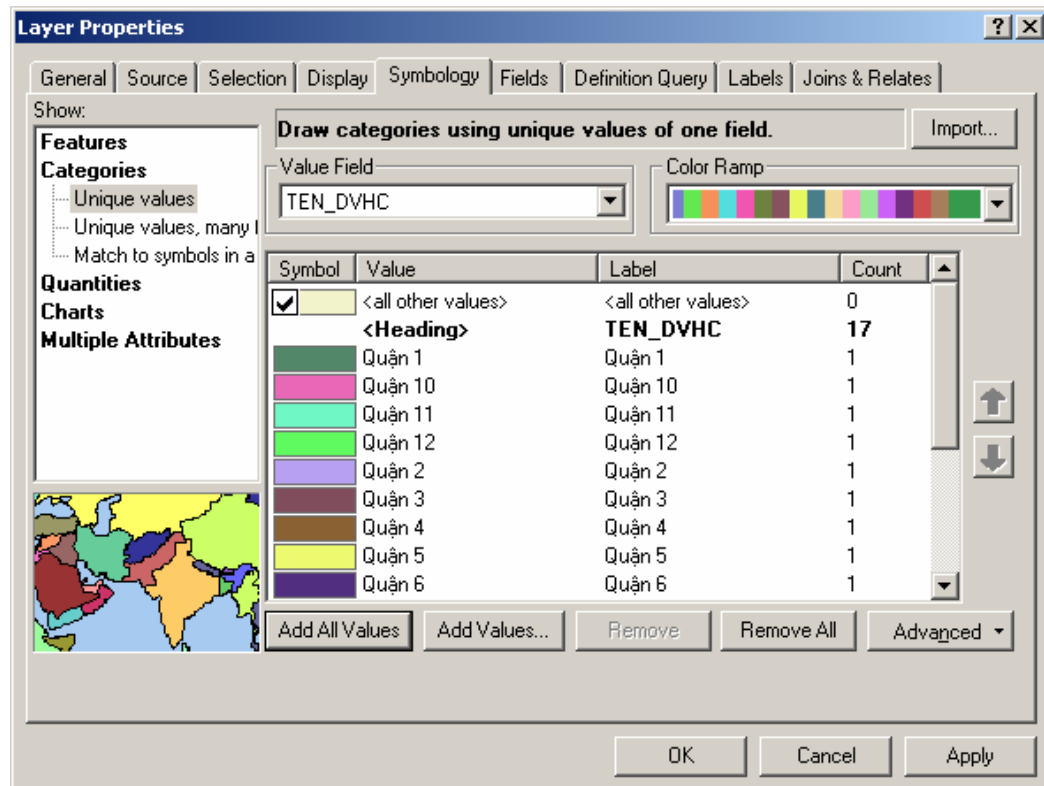 Layer Properties
General Source Selection Display Symbology Fields Definition Query Labels Joins & Relates
Show:
Features
Categories
Unique values
Unique values, many
Match to symbols in a
Quantities
Charts
Multiple Attributes
Draw categories using unique values of one field.
Import...
Value Field
TEN_DVHC
Color Ramp
Symbol Value Label Count
<all other values> <all other values> 0
<Heading> TEN_DVHC 17
Quận 1 Quận 1 1
Quận 10 Quận 10 1
Quận 11 Quận 11 1
Quận 12 Quận 12 1
Quận 2 Quận 2 1
Quận 3 Quận 3 1
Quận 4 Quận 4 1
Quận 5 Quận 5 1
Quận 6 Quận 6 1
Add All Values Add Values... Remove Remove All Advanced
OK Cancel Apply